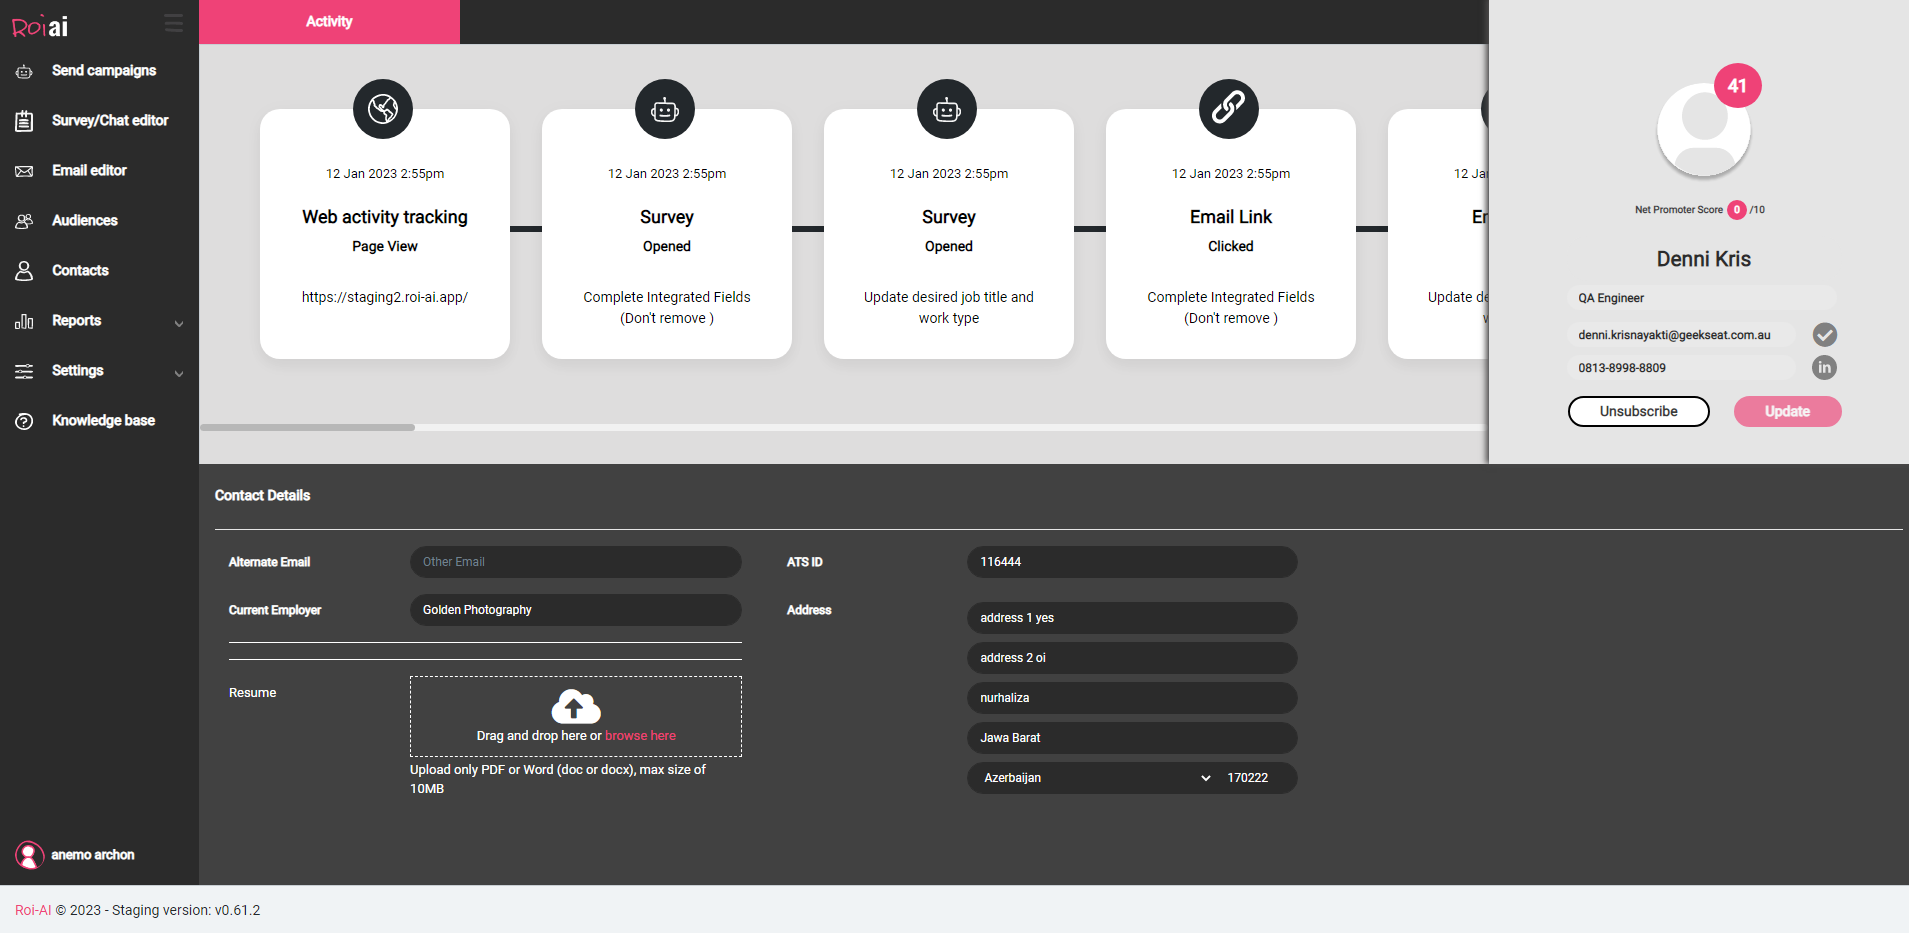 Roiai
Send campaigns
Survey/Chat editor
Email editor
Audiences
Contacts
Reports
Settings
Knowledge base
anemo archon
Activity
12 Jan 2023 2:55pm
Web activity tracking
Page View
https://staging2.roi-ai.app/
12 Jan 2023 2:55pm
Survey
Opened
Complete Integrated Fields
(Don't remove )
12 Jan 2023 2:55pm
Survey
Opened
Update desired job title and
work type
12 Jan 2023 2:55pm
Email Link
Clicked
Complete Integrated Fields
(Don't remove )
12 Ja
Er
Update de
41
Net Promoter Score 0 /10
Denni Kris
QA Engineer
denni.krisnayakti@geekseat.com.au
0813-8998-8809
in
Unsubscribe
Update
Contact Details
Alternate Email
Other Email
Current Employer
Golden Photography
Resume
Drag and drop here or browse here
Upload only PDF or Word (doc or docx), max size of
10MB
ATS ID
116444
Address
address 1 yes
address 2 oi
nurhaliza
Jawa Barat
Azerbaijan
170222
Roi-AI © 2023 - Staging version: v0.61.2